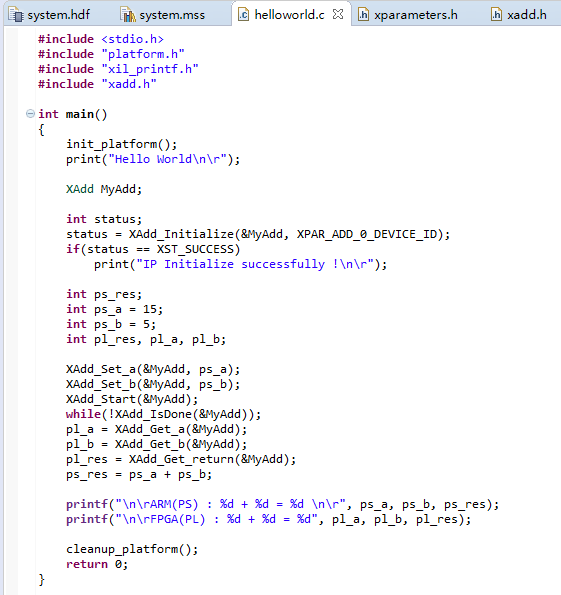 system.hdf system.mss helloworld.c xparameters.h xadd.h
#include <stdio.h>
#include "platform.h"
#include "xil_printf.h"
#include "xadd.h"
int main()
{
init_platform();
print("Hello World\n\r");
XAdd MyAdd;
int status;
status = XAdd_Initialize(&MyAdd, XPAR_ADD_0_DEVICE_ID);
if(status == XST_SUCCESS)
print("IP Initialize successfully !\n\r");
int ps_res;
int ps_a = 15;
int ps_b = 5;
int pl_res, pl_a, pl_b;
XAdd_Set_a(&MyAdd, ps_a);
XAdd_Set_b(&MyAdd, ps_b);
XAdd_Start(&MyAdd);
while(!XAdd_IsDone(&MyAdd));
pl_a = XAdd_Get_a(&MyAdd);
pl_b = XAdd_Get_b(&MyAdd);
pl_res = XAdd_Get_return(&MyAdd);
ps_res = ps_a + ps_b;
printf("\n\rARM(PS) : %d + %d = %d \n\r", ps_a, ps_b, ps_res);
printf("\n\rFPGA(PL) : %d + %d = %d", pl_a, pl_b, pl_res);
cleanup_platform();
return 0;
}